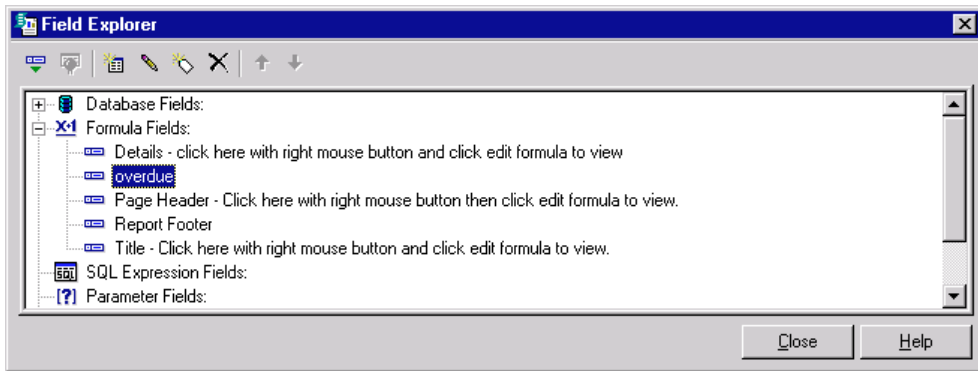 Field Explorer
Database Fields:
X+1 Formula Fields:
Details - click here with right mouse button and click edit formula to view
overdue
Page Header - Click here with right mouse button then click edit formula to view.
Report Footer
Title - Click here with right mouse button and click edit formula to view.
SQL SQL Expression Fields:
[?] Parameter Fields:
Close Help